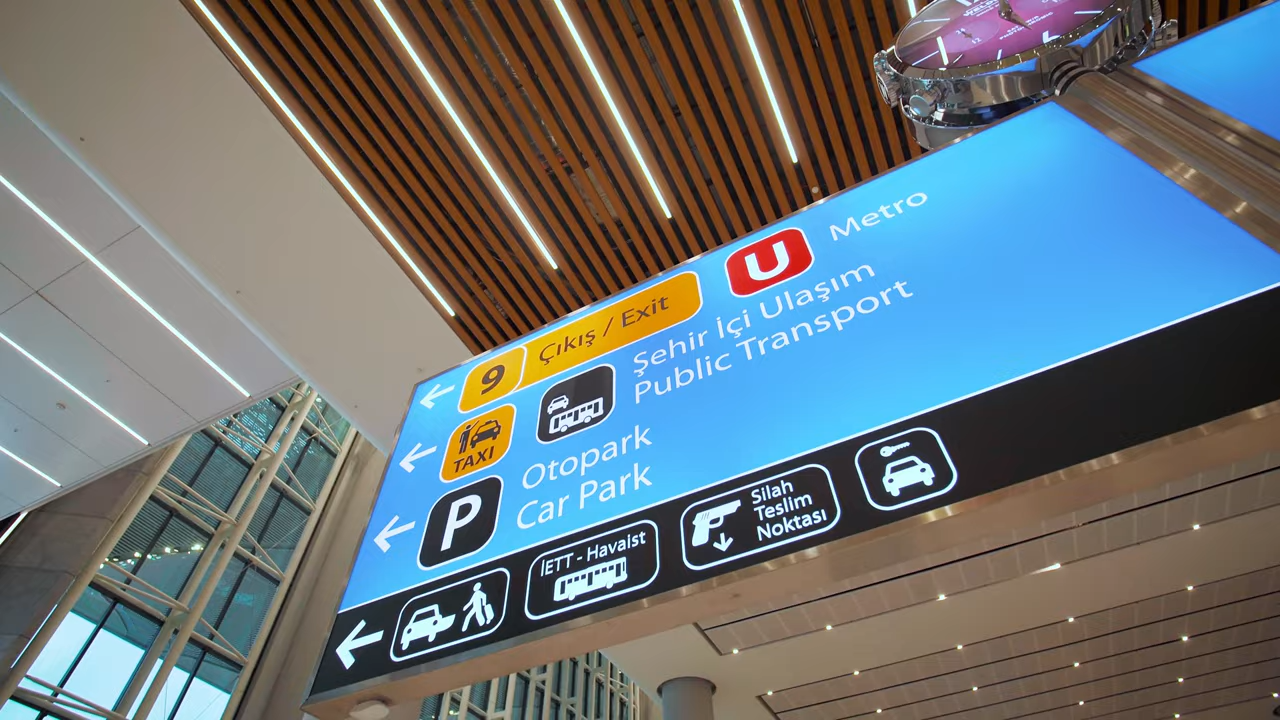 9 Çıkış / Exit U Metro
TAXI
Şehir İçi Ulaşım
Public Transport
P
Otopark
Car Park
İETT - Havaist
Silah
Teslim
Noktası